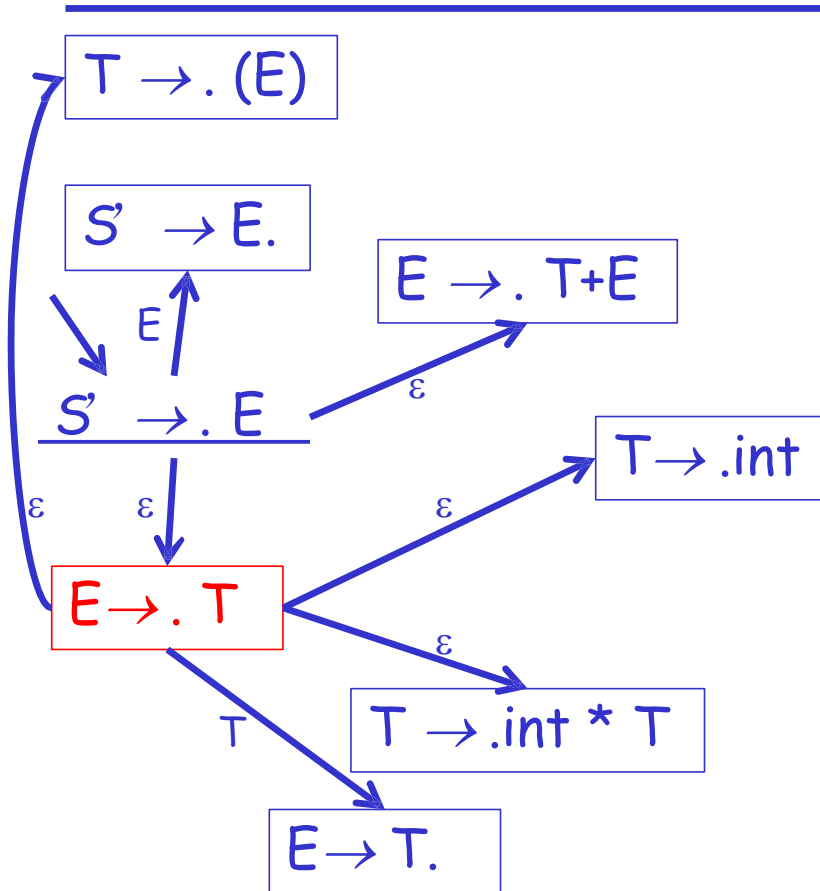 T → . (E)
S’ → E.
E → . T+E
E
ε
S’ → . E
T → .int
ε
ε
ε
E → . T
ε
T → .int * T
T
E → T.